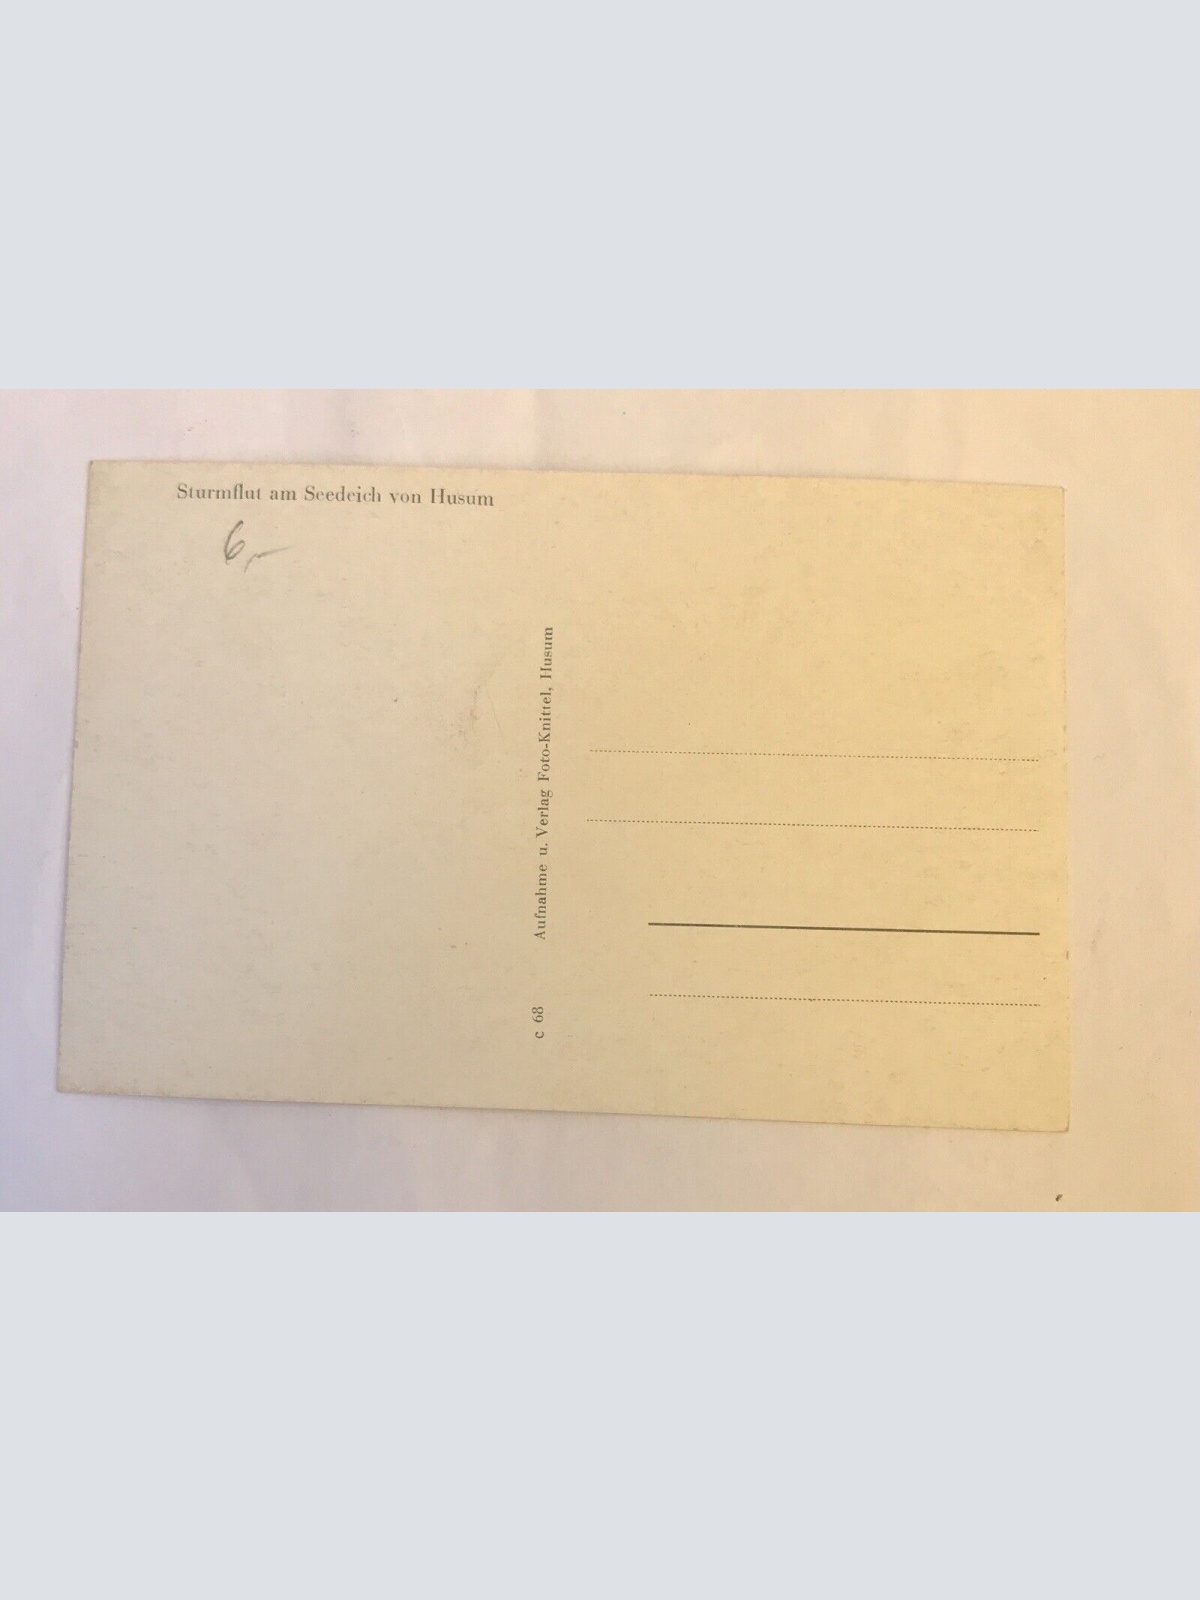 Sturmflut am Seedeich von Husum
6,-
Aufnahme u. Verlag Foto-Knittel, Husum
c 68